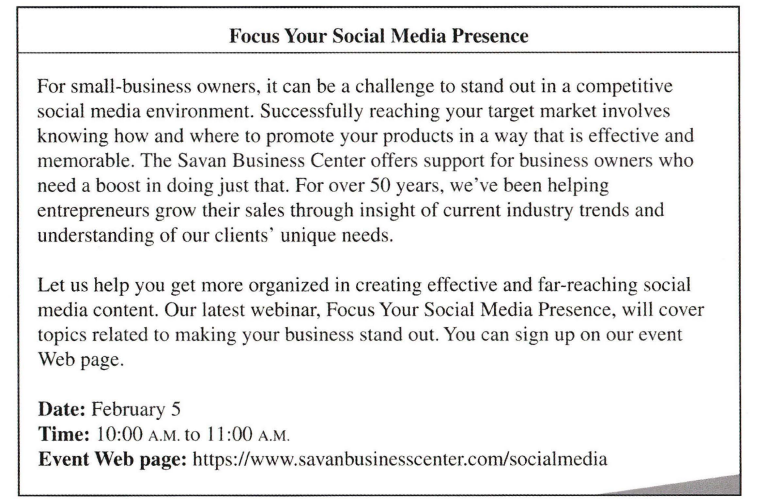 Focus Your Social Media Presence
For small-business owners, it can be a challenge to stand out in a competitive
social media environment. Successfully reaching your target market involves
knowing how and where to promote your products in a way that is effective and
memorable. The Savan Business Center offers support for business owners who
need a boost in doing just that. For over 50 years, we've been helping
entrepreneurs grow their sales through insight of current industry trends and
understanding of our clients' unique needs.
Let us help you get more organized in creating effective and far-reaching social
media content. Our latest webinar, Focus Your Social Media Presence, will cover
topics related to making your business stand out. You can sign up on our event
Web page.
Date: February 5
Time: 10:00 A.M. to 11:00 A.M.
Event Web page: https://www.savanbusinesscenter.com/socialmedia